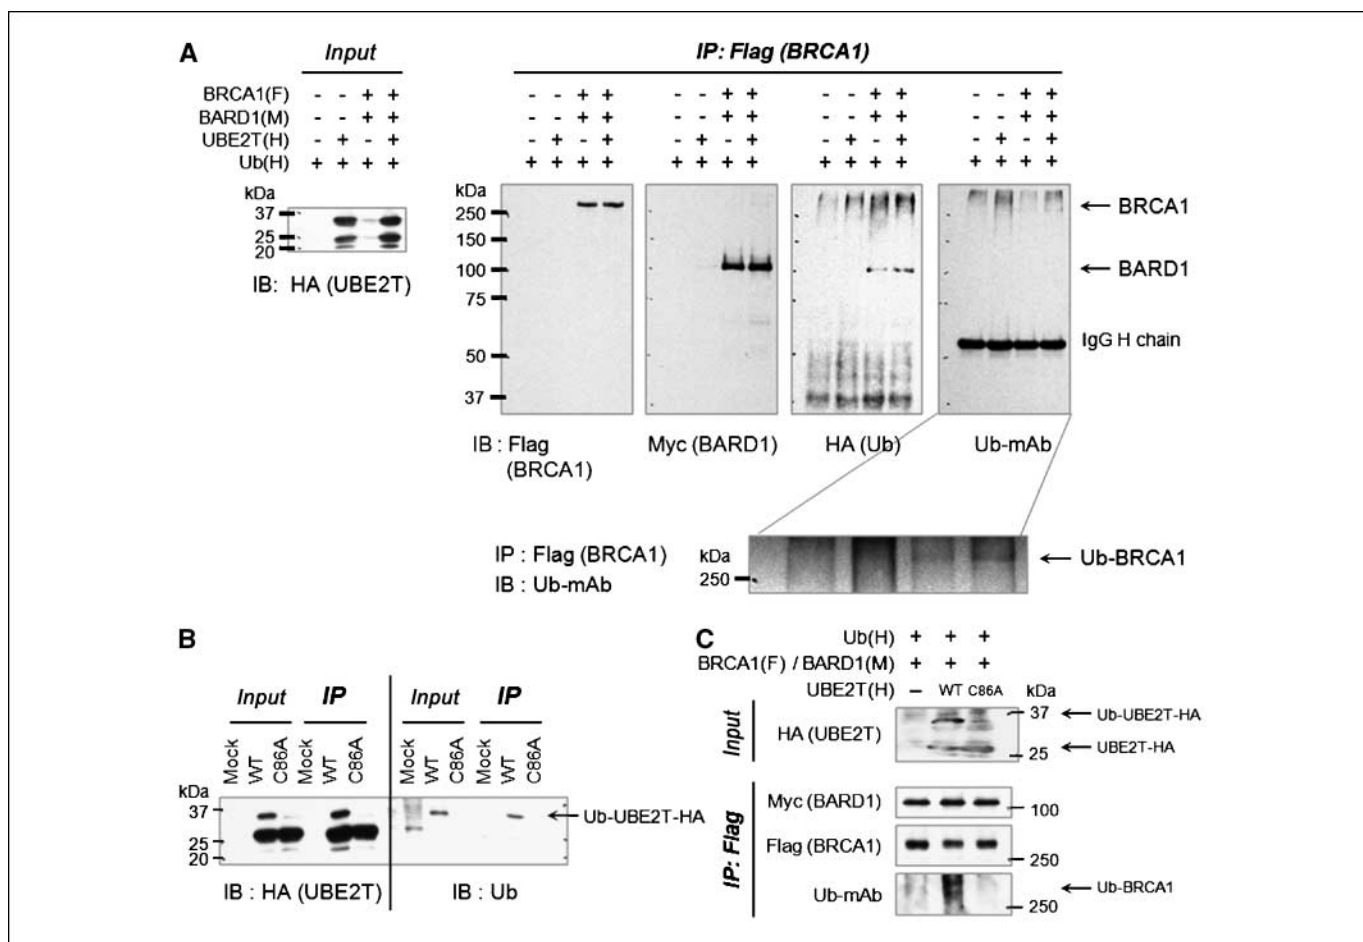 A
Input
IP: Flag (BRCA1)
BRCA1(F) - - + + - - + + - - + + - - + +
BARD1(M) - - + + - - + + - - + + - - + +
UBE2T(H) - + - + - + - + - + - + - + - +
Ub(H) + + + + + + + + + + + + + + + +
kDa
37
25
20
IB: HA (UBE2T)
kDa
250
150
100
75
50
37
BRCA1
BARD1
IgG H chain
IB : Flag (BRCA1)
Myc (BARD1)
HA (Ub)
Ub-mAb
IP : Flag (BRCA1)
IB : Ub-mAb
kDa
250
Ub-BRCA1
B
Input IP Input IP
Mock WT C86A Mock WT C86A Mock WT C86A Mock WT C86A
kDa
37
25
20
Ub-UBE2T-HA
IB : HA (UBE2T)
IB : Ub
C
Ub(H) + + +
BRCA1(F) / BARD1(M) + + +
UBE2T(H) – WT C86A kDa
Input
HA (UBE2T)
37
25
Ub-UBE2T-HA
UBE2T-HA
IP: Flag
Myc (BARD1)
100
Flag (BRCA1)
250
Ub-mAb
250
Ub-BRCA1